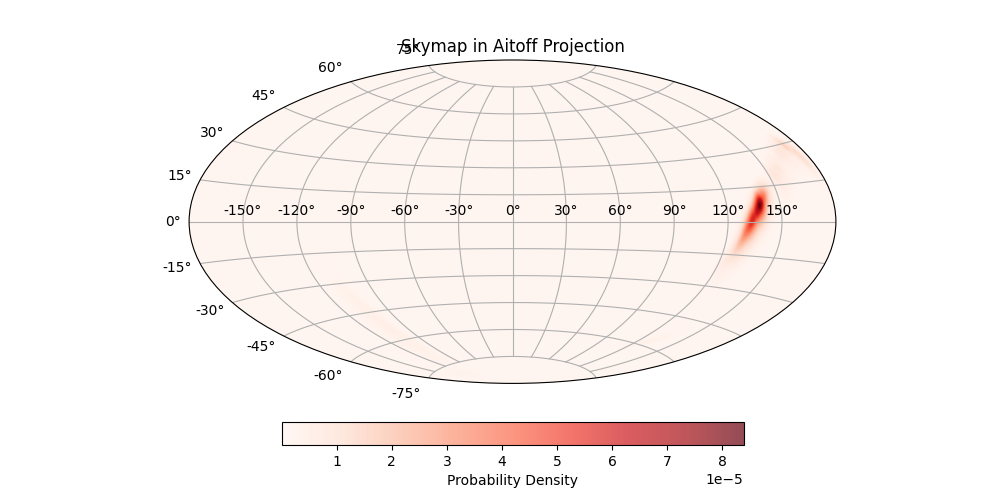 Skymap in Aitoff Projection
75°
60°
45°
30°
15°
-150° -120° -90° -60° -30° 0° 30° 60° 90° 120° 150°
0°
-15°
-30°
-45°
-60°
-75°
1 2 3 4 5 6 7 8
Probability Density
1e−5